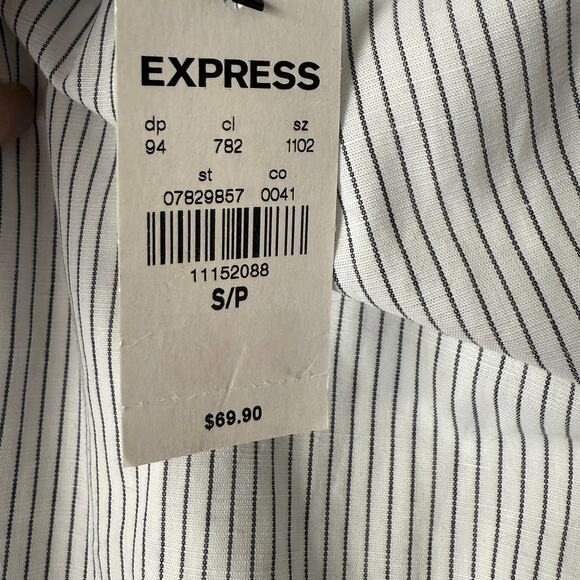 EXPRESS
dp cl sz
94 782 1102
st co
07829857 0041
11152088
S/P
$69.90